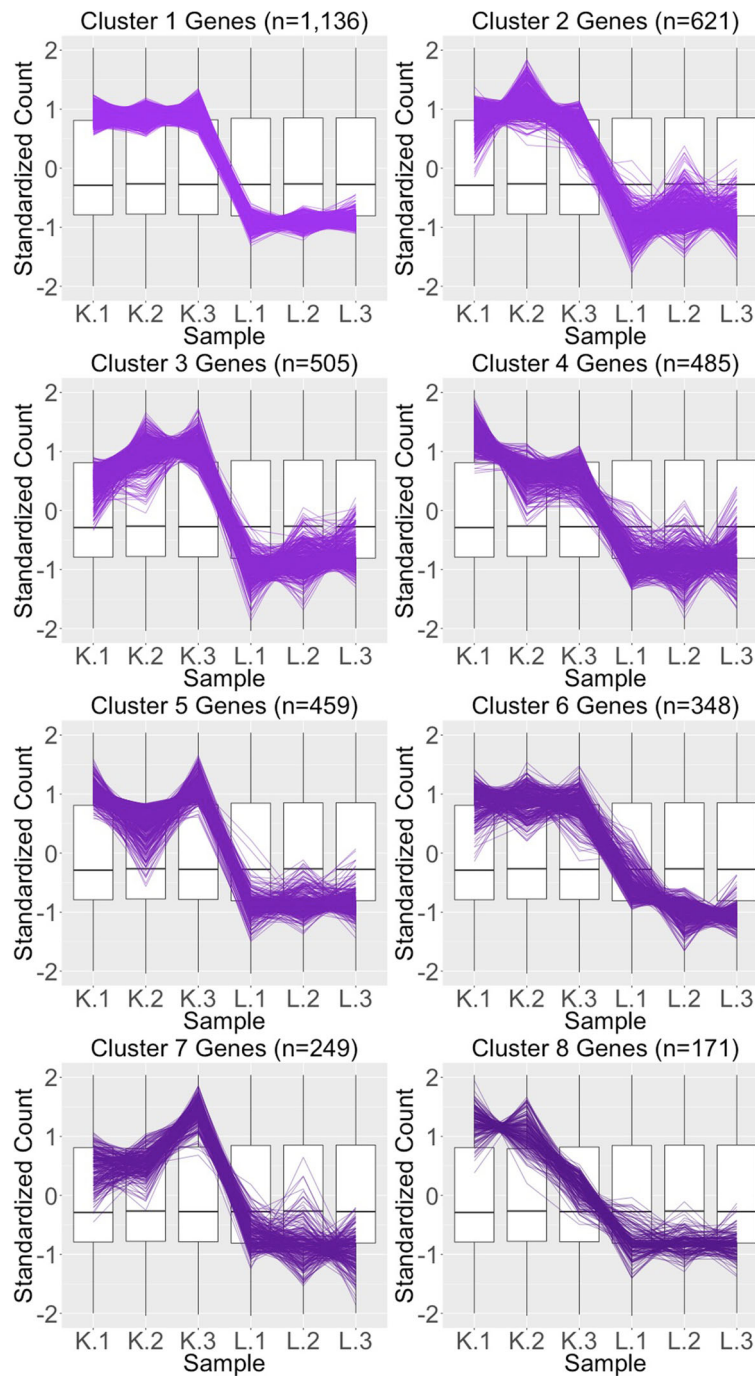 Cluster 1 Genes (n=1,136)
Standardized Count
2
1
0
-1
-2
K.1 K.2 K.3 L.1 L.2 L.3
Sample
Cluster 2 Genes (n=621)
Standardized Count
2
1
0
-1
-2
K.1 K.2 K.3 L.1 L.2 L.3
Sample
Cluster 3 Genes (n=505)
Standardized Count
2
1
0
-1
-2
K.1 K.2 K.3 L.1 L.2 L.3
Sample
Cluster 4 Genes (n=485)
Standardized Count
2
1
0
-1
-2
K.1 K.2 K.3 L.1 L.2 L.3
Sample
Cluster 5 Genes (n=459)
Standardized Count
2
1
0
-1
-2
K.1 K.2 K.3 L.1 L.2 L.3
Sample
Cluster 6 Genes (n=348)
Standardized Count
2
1
0
-1
-2
K.1 K.2 K.3 L.1 L.2 L.3
Sample
Cluster 7 Genes (n=249)
Standardized Count
2
1
0
-1
-2
K.1 K.2 K.3 L.1 L.2 L.3
Sample
Cluster 8 Genes (n=171)
Standardized Count
2
1
0
-1
-2
K.1 K.2 K.3 L.1 L.2 L.3
Sample